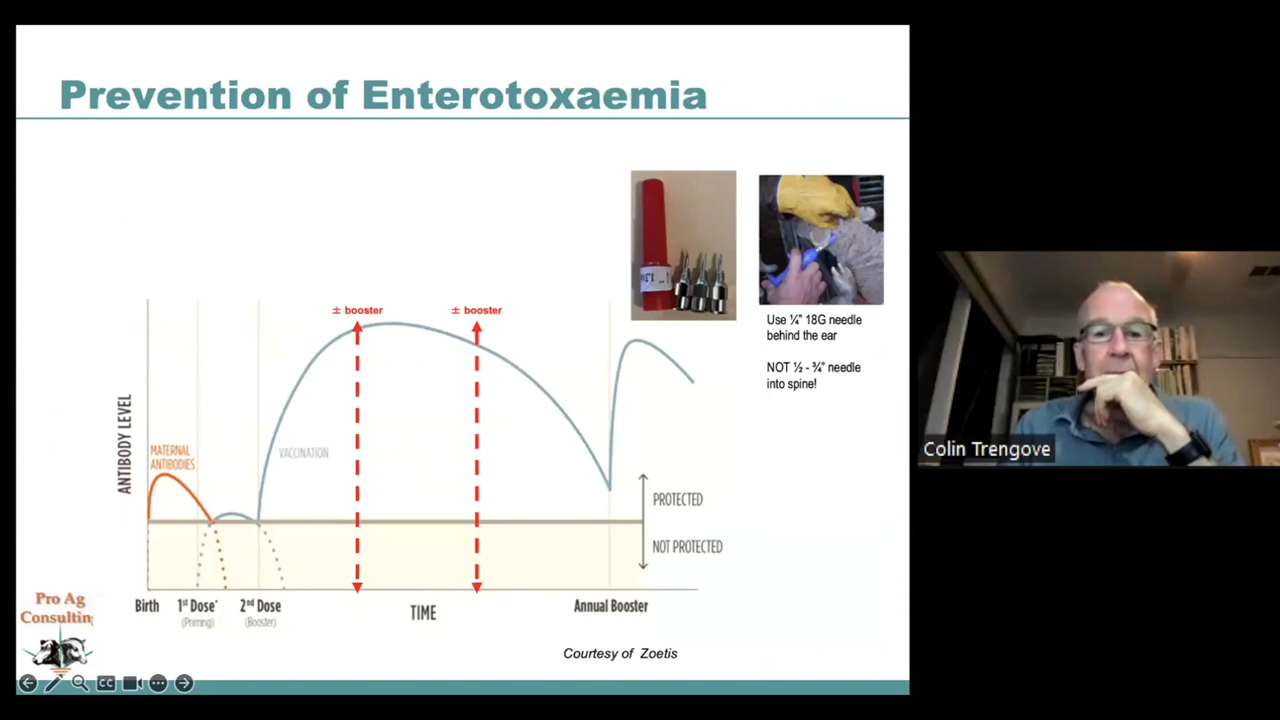 Prevention of Enterotoxaemia
Use ¼" 18G needle
behind the ear
NOT ½ - ¾" needle
into spine!
± booster
± booster
ANTIBODY LEVEL
MATERNAL
ANTIBODIES
VACCINATION
PROTECTED
NOT PROTECTED
Birth
1st Dose*
(Priming)
2nd Dose
(Booster)
TIME
Annual Booster
Courtesy of Zoetis
Pro Ag
Consulting
CC
Colin Trengove